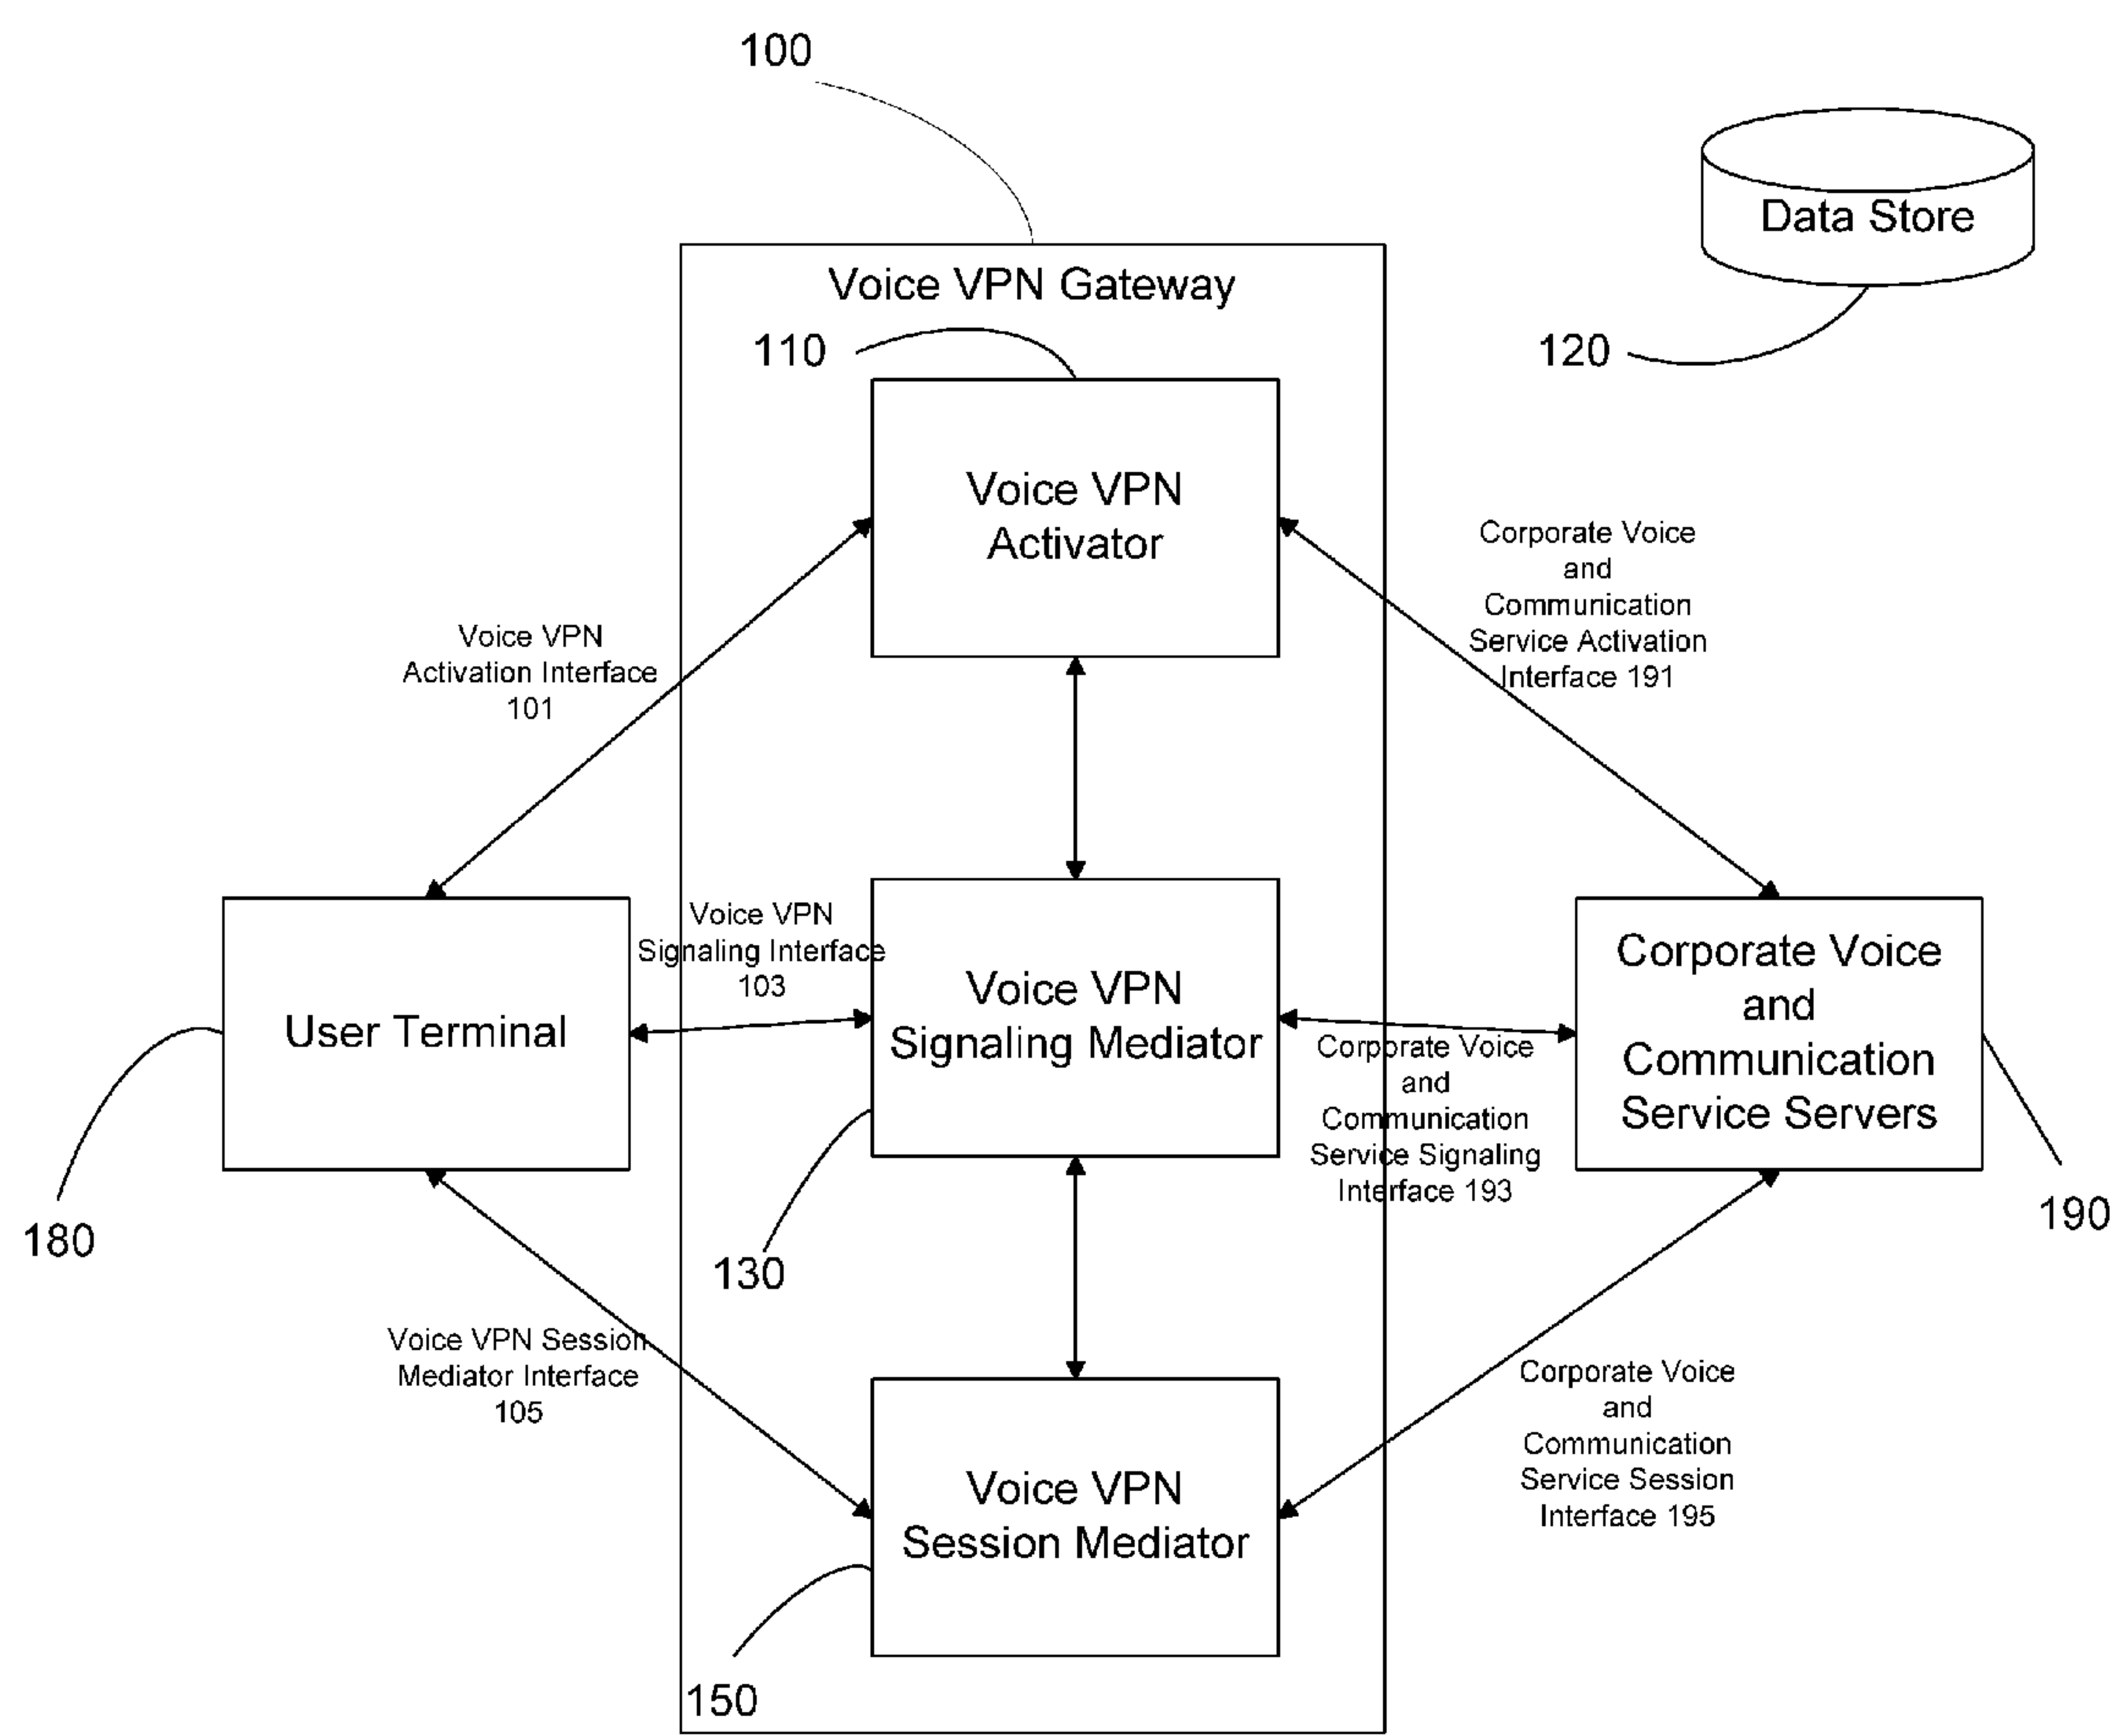 100
Data Store
Voice VPN Gateway
110
120
Voice VPN
Activator
Corporate Voice
and
Communication
Service Activation
Interface 191
Voice VPN
Activation Interface
101
Voice VPN
Signaling Interface
103
User Terminal
Voice VPN
Signaling Mediator
Corporate Voice
and
Communication
Service Servers
Corporate Voice
and
Communication
Service Signaling
Interface 193
180
130
190
Voice VPN Session
Mediator Interface
105
Corporate Voice
and
Communication
Service Session
Interface 195
Voice VPN
Session Mediator
150